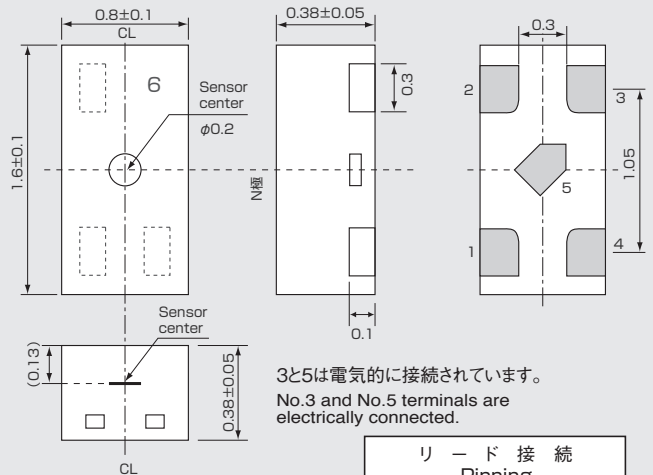 0.8±0.1
CL
0.38±0.05
0.3
6
Sensor
center
φ0.2
0.3
2
3
1.6±0.1
N極
1.05
5
1
4
0.1
Sensor
center
(0.13)
0.38±0.05
CL
3と5は電気的に接続されています。
No.3 and No.5 terminals are
electrically connected.
リード接続
Pinning